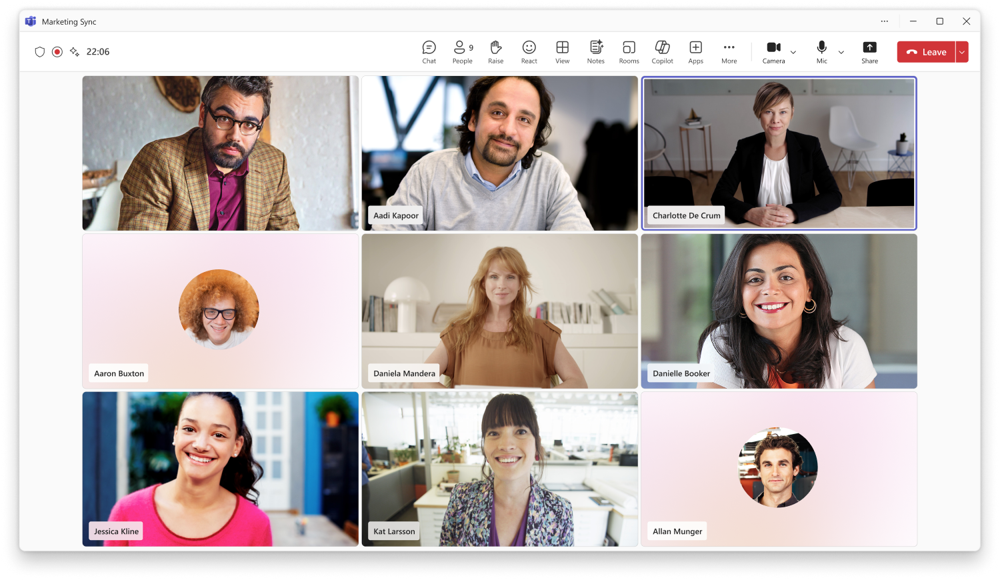 Marketing Sync
22:06
Chat
People 9
Raise
React
View
Notes
Rooms
Copilot
Apps
More
Camera
Mic
Share
Leave
Aadi Kapoor
Charlotte De Crum
Aaron Buxton
Daniela Mandera
Danielle Booker
Jessica Kline
Kat Larsson
Allan Munger